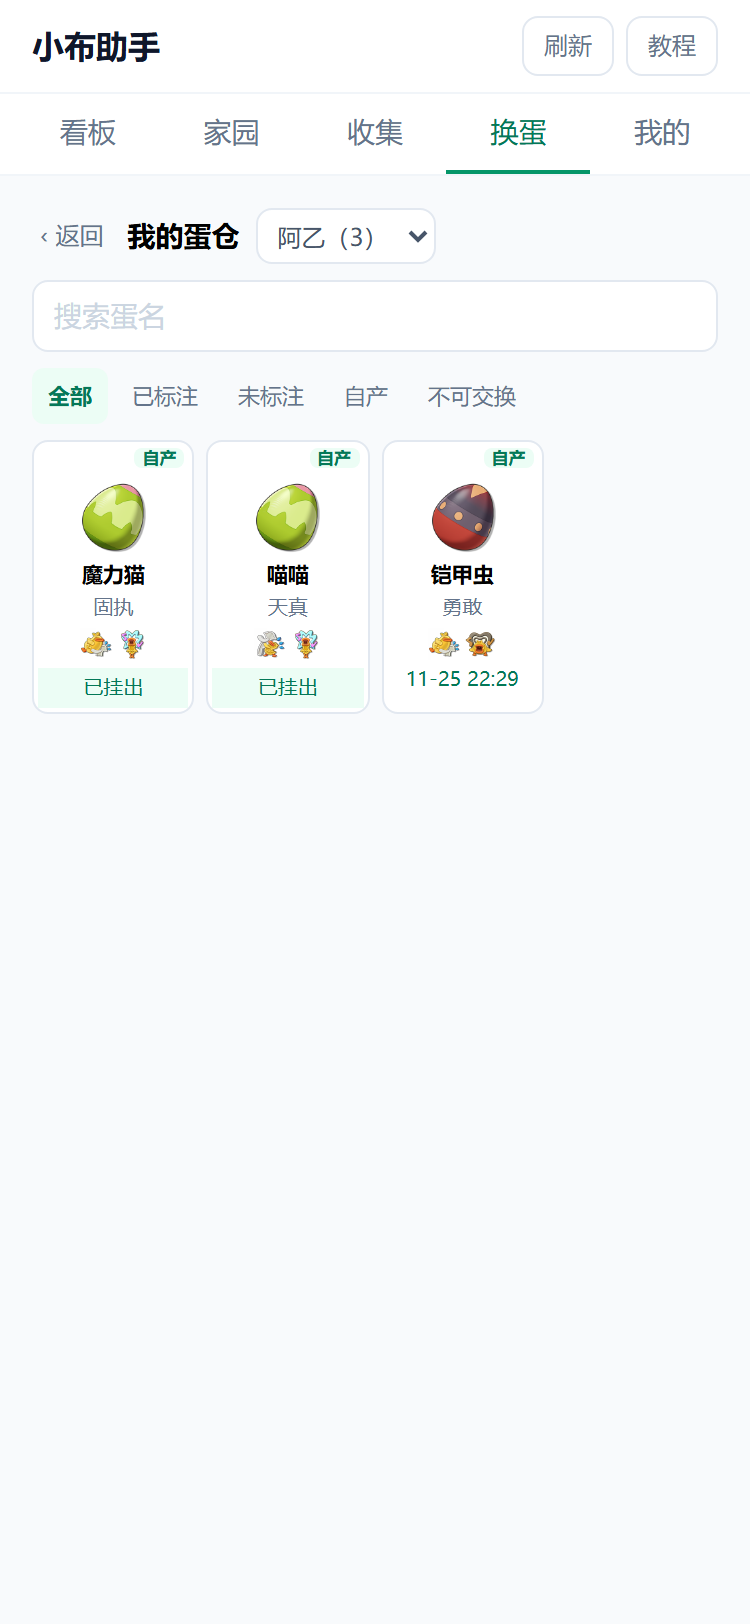 小布助手
刷新
教程
看板
家园
收集
换蛋
我的
‹ 返回
我的蛋仓
阿乙（3）
搜索蛋名
全部
已标注
未标注
自产
不可交换
自产
魔力猫
固执
已挂出
自产
喵喵
天真
已挂出
自产
铠甲虫
勇敢
11-25 22:29